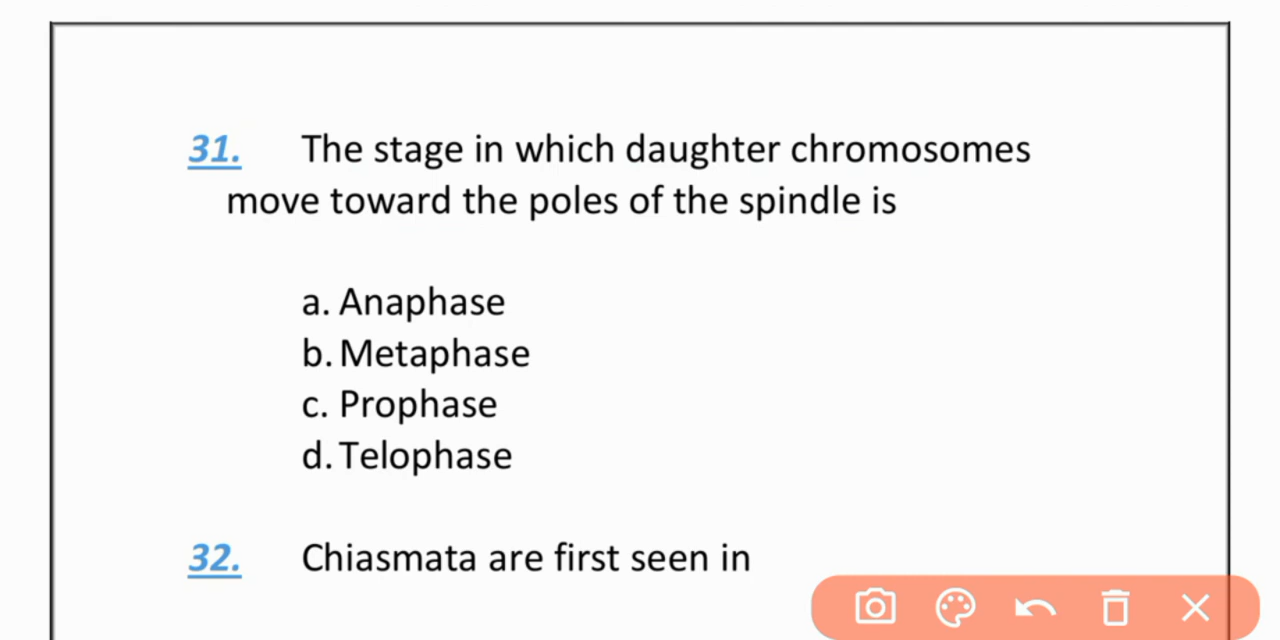 31. The stage in which daughter chromosomes
move toward the poles of the spindle is
a. Anaphase
b. Metaphase
c. Prophase
d. Telophase
32. Chiasmata are first seen in